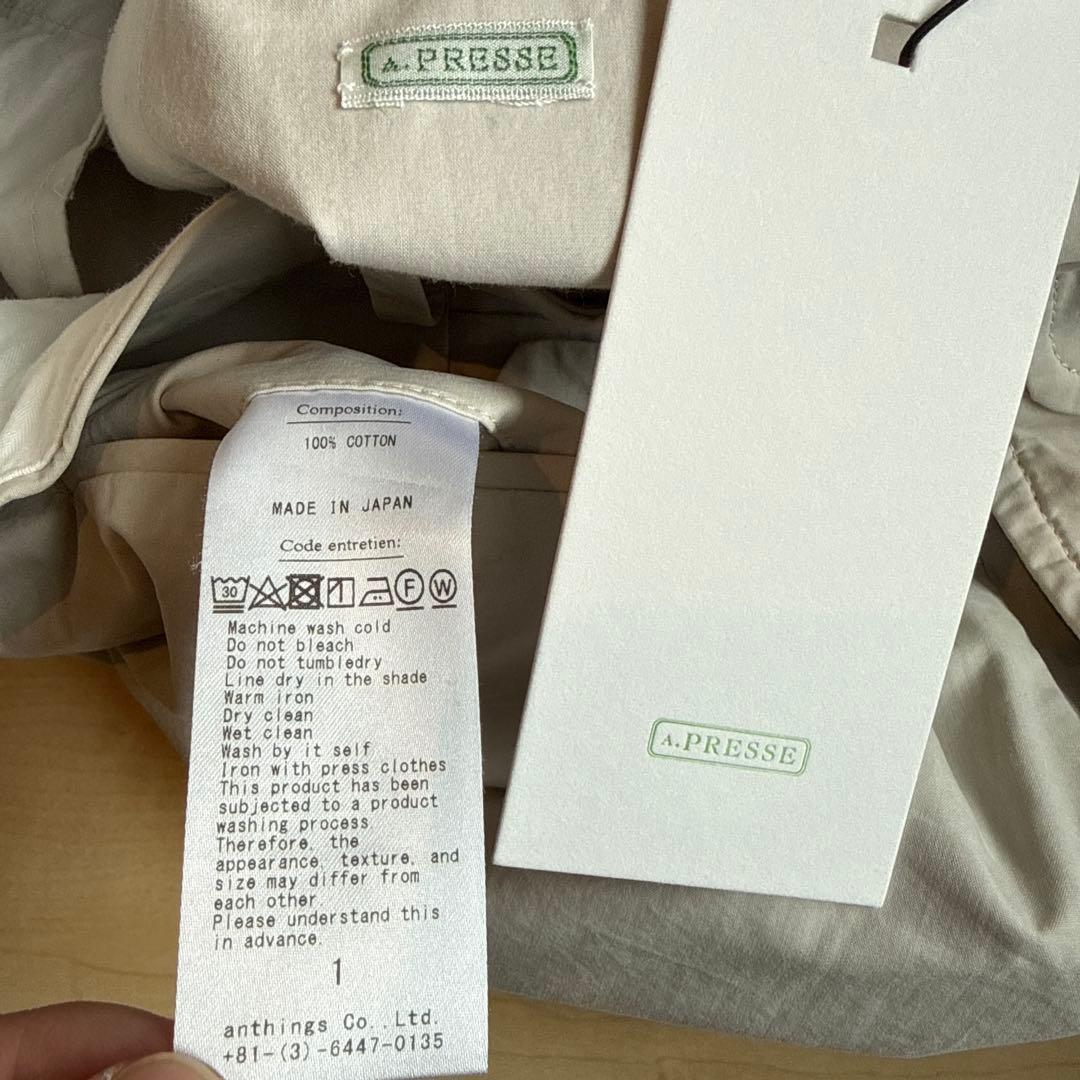 A.PRESSE
Composition:
100% COTTON
MADE IN JAPAN
Code entretien:
30 F W
Machine wash cold
Do not bleach
Do not tumbledry
Line dry in the shade
Warm iron
Dry clean
Wet clean
Wash by it self
Iron with press clothes
This product has been
subjected to a product
washing process.
Therefore, the
appearance, texture, and
size may differ from
each other.
Please understand this
in advance.
1
anthings Co.,Ltd.
+81-(3)-6447-0135
A.PRESSE